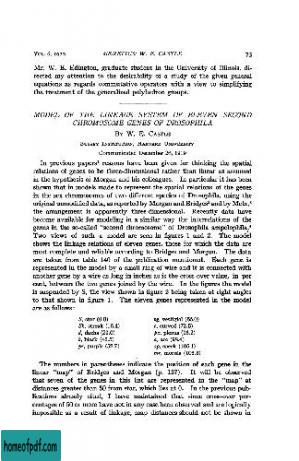 VOL. 6, 1920 GENETICS: W. E. CASTLE 73
Mr. W. E. Edington, graduate student in the University of Illinois, di-
rected my attention to the desirability of a study of the given general
equations as regards commutative operators with a view to simplifying
the treatment of the generalized polyhedron groups.
MODEL OF THE LINKAGE SYSTEM OF ELEVEN SECOND
CHROMOSOME GENES OF DROSOPHILA
BY W. E. CASTLE
BUSSEY INSTITUTION, HARVARD UNIVERSITY
Communicated December 26, 1919
In previous papers reasons have been given for thinking the spatial
relations of genes to be three-dimensional rather than linear as assumed
in the hypothesis of Morgan and his colleagues. In particular it has been
shown that in models made to represent the spatial relations of the genes
in the sex chromosomes of two different species of Drosophila, using the
original unmodified data, as reported by Morgan and Bridges and by Metz,
the arrangement is apparently three-dimensional. Recently data have
become available for modeling in a similar way the interrelations of the
genes in the so-called "second chromosome" of Drosophila ampelophila.
Two views of such a model are seen in figures 1 and 2. The model
shows the linkage relations of eleven genes, those for which the data are
most complete and reliable according to Bridges and Morgan. The data
are taken from table 140 of the publication mentioned. Each gene is
represented in the model by a small ring of wire and it is connected with
another gene by a wire as long in inches as is the cross-over value, in per
cent, between the two genes joined by the wire. In the figures the model
is suspended by S, the view shown in figure 2 being taken at right angles
to that shown in figure 1. The eleven genes represented in the model
are as follows:
S, star vg, vestigial
Sk, streak c, curved
d, dachs px, plexus
b, black a, arc
pr, purple sp, speck
mr, morula
The numbers in parentheses indicate the position of each gene in the
linear "map" of Bridges and Morgan (p. 127). It will be observed
that seven of the genes in this list are represented in the "map" at
distances greater than 50 from star, which lies at 0. In the previous pub-
lications already cited, I have maintained that since cross-over per-
centages of 50 or more have not in any case been observed and are logically
impossible as a result of linkage, map distances should not be shown in
homeofpdf.com